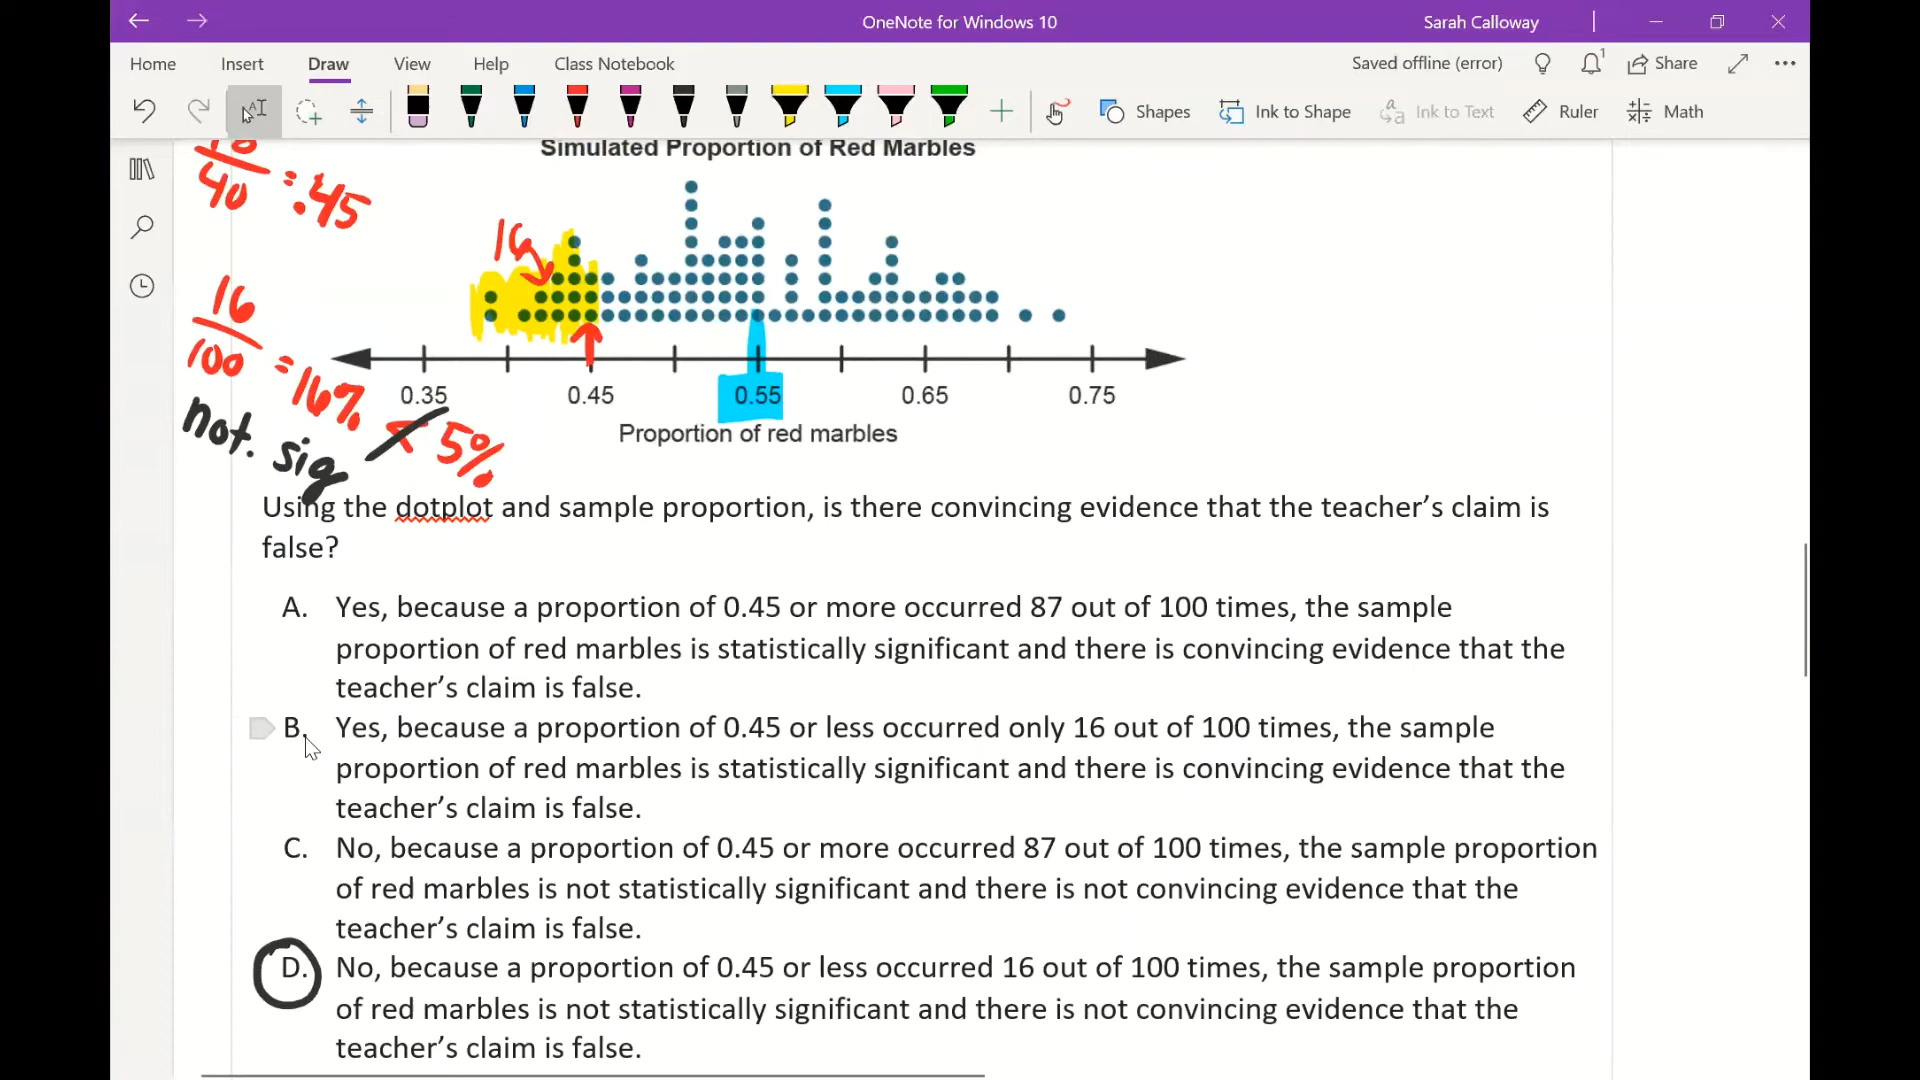 OneNote for Windows 10
Sarah Calloway
Home Insert Draw View Help Class Notebook
Saved offline (error)
1
Share
Shapes
Ink to Shape
Ink to Text
Ruler
Math
Simulated Proportion of Red Marbles
40 = .45
16
16
100 = 16% < 5%
not. sig
0.35 0.45 0.55 0.65 0.75
Proportion of red marbles
Using the dotplot and sample proportion, is there convincing evidence that the teacher’s claim is
false?
A. Yes, because a proportion of 0.45 or more occurred 87 out of 100 times, the sample
proportion of red marbles is statistically significant and there is convincing evidence that the
teacher’s claim is false.
B. Yes, because a proportion of 0.45 or less occurred only 16 out of 100 times, the sample
proportion of red marbles is statistically significant and there is convincing evidence that the
teacher’s claim is false.
C. No, because a proportion of 0.45 or more occurred 87 out of 100 times, the sample proportion
of red marbles is not statistically significant and there is not convincing evidence that the
teacher’s claim is false.
D. No, because a proportion of 0.45 or less occurred 16 out of 100 times, the sample proportion
of red marbles is not statistically significant and there is not convincing evidence that the
teacher’s claim is false.